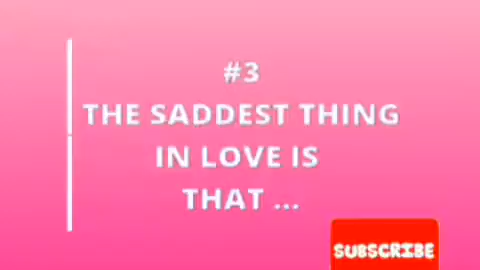 #3
THE SADDEST THING
IN LOVE IS
THAT ...
SUBSCRIBE